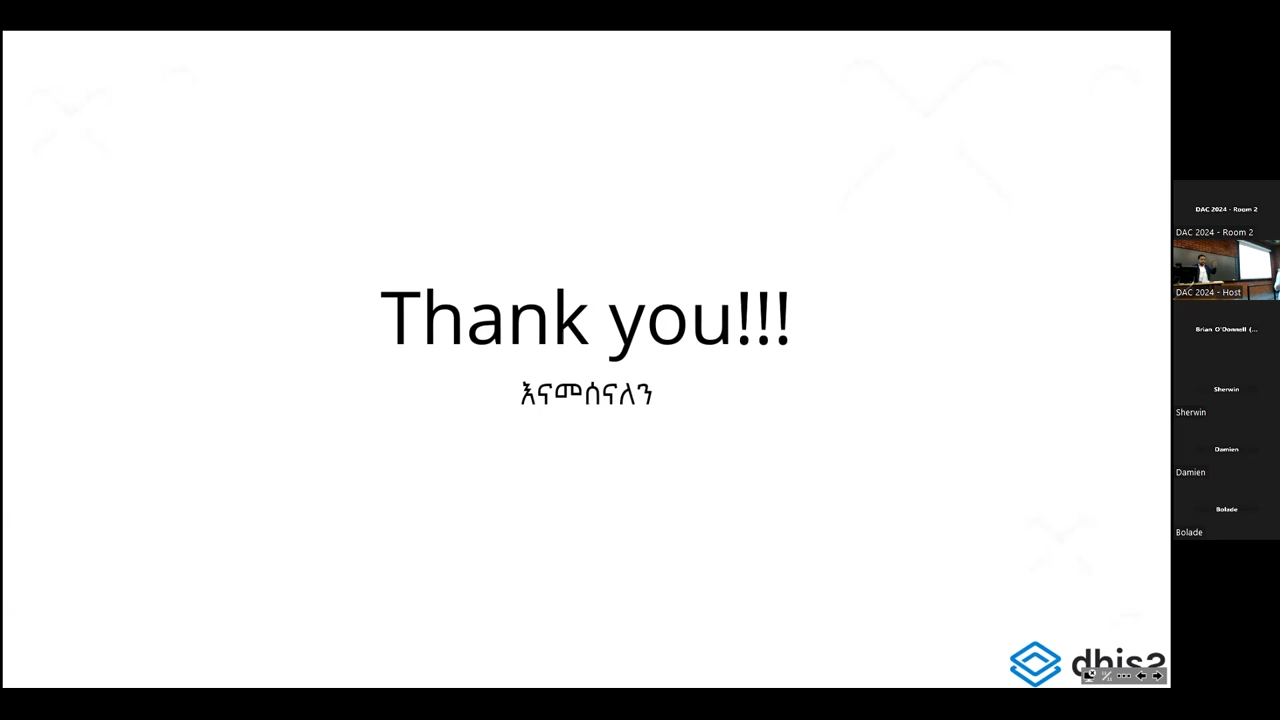 Thank you!!!
እናመሰናለን
dhis2
DAC 2024 - Room 2
DAC 2024 - Room 2
DAC 2024 - Host
Brian O'Donnell (...
Sherwin
Sherwin
Damien
Damien
Bolade
Bolade